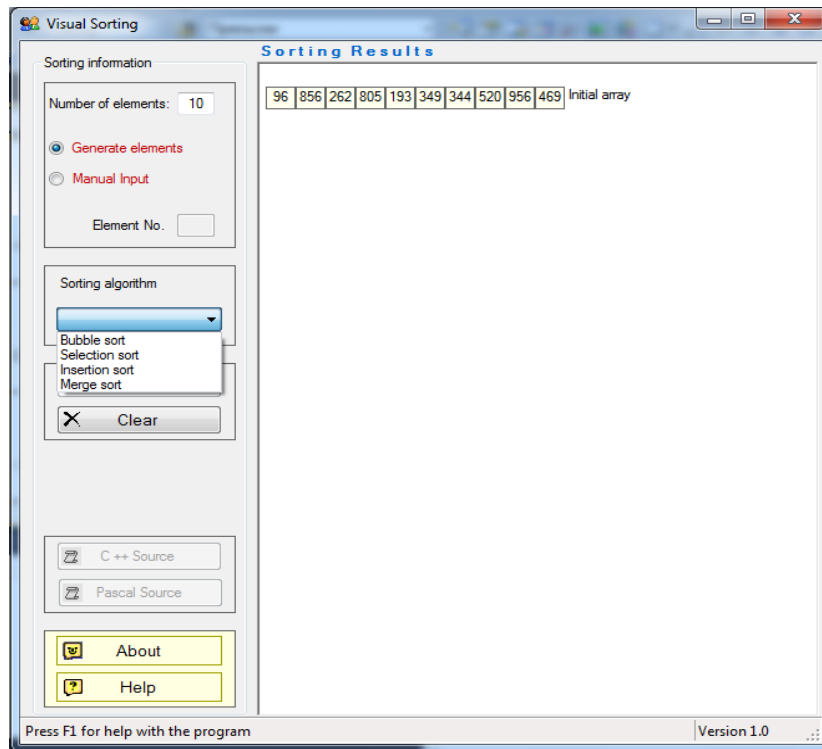 Visual Sorting
Sorting information
Number of elements: 10
Generate elements
Manual Input
Element No.
Sorting algorithm
Bubble sort
Selection sort
Insertion sort
Merge sort
Clear
C ++ Source
Pascal Source
About
Help
Sorting Results
96 856 262 805 193 349 344 520 956 469 Initial array
Press F1 for help with the program
Version 1.0